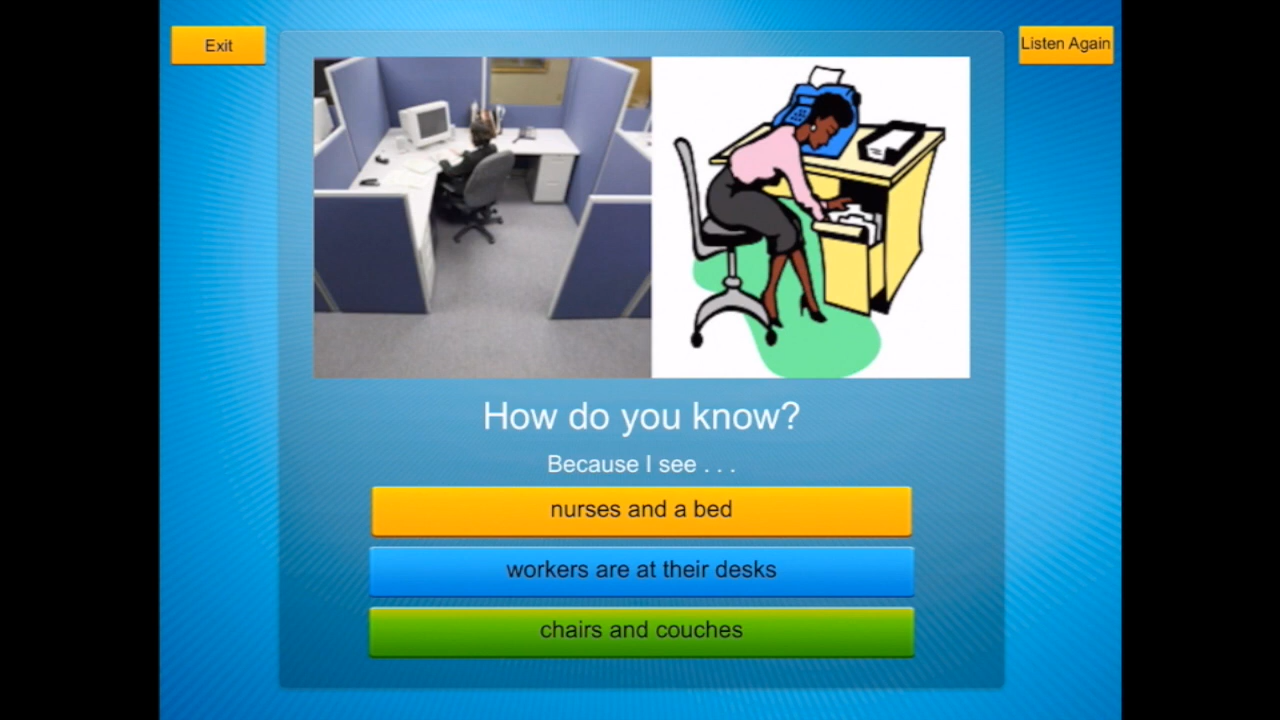 Exit
Listen Again
How do you know?
Because I see . . .
nurses and a bed
workers are at their desks
chairs and couches